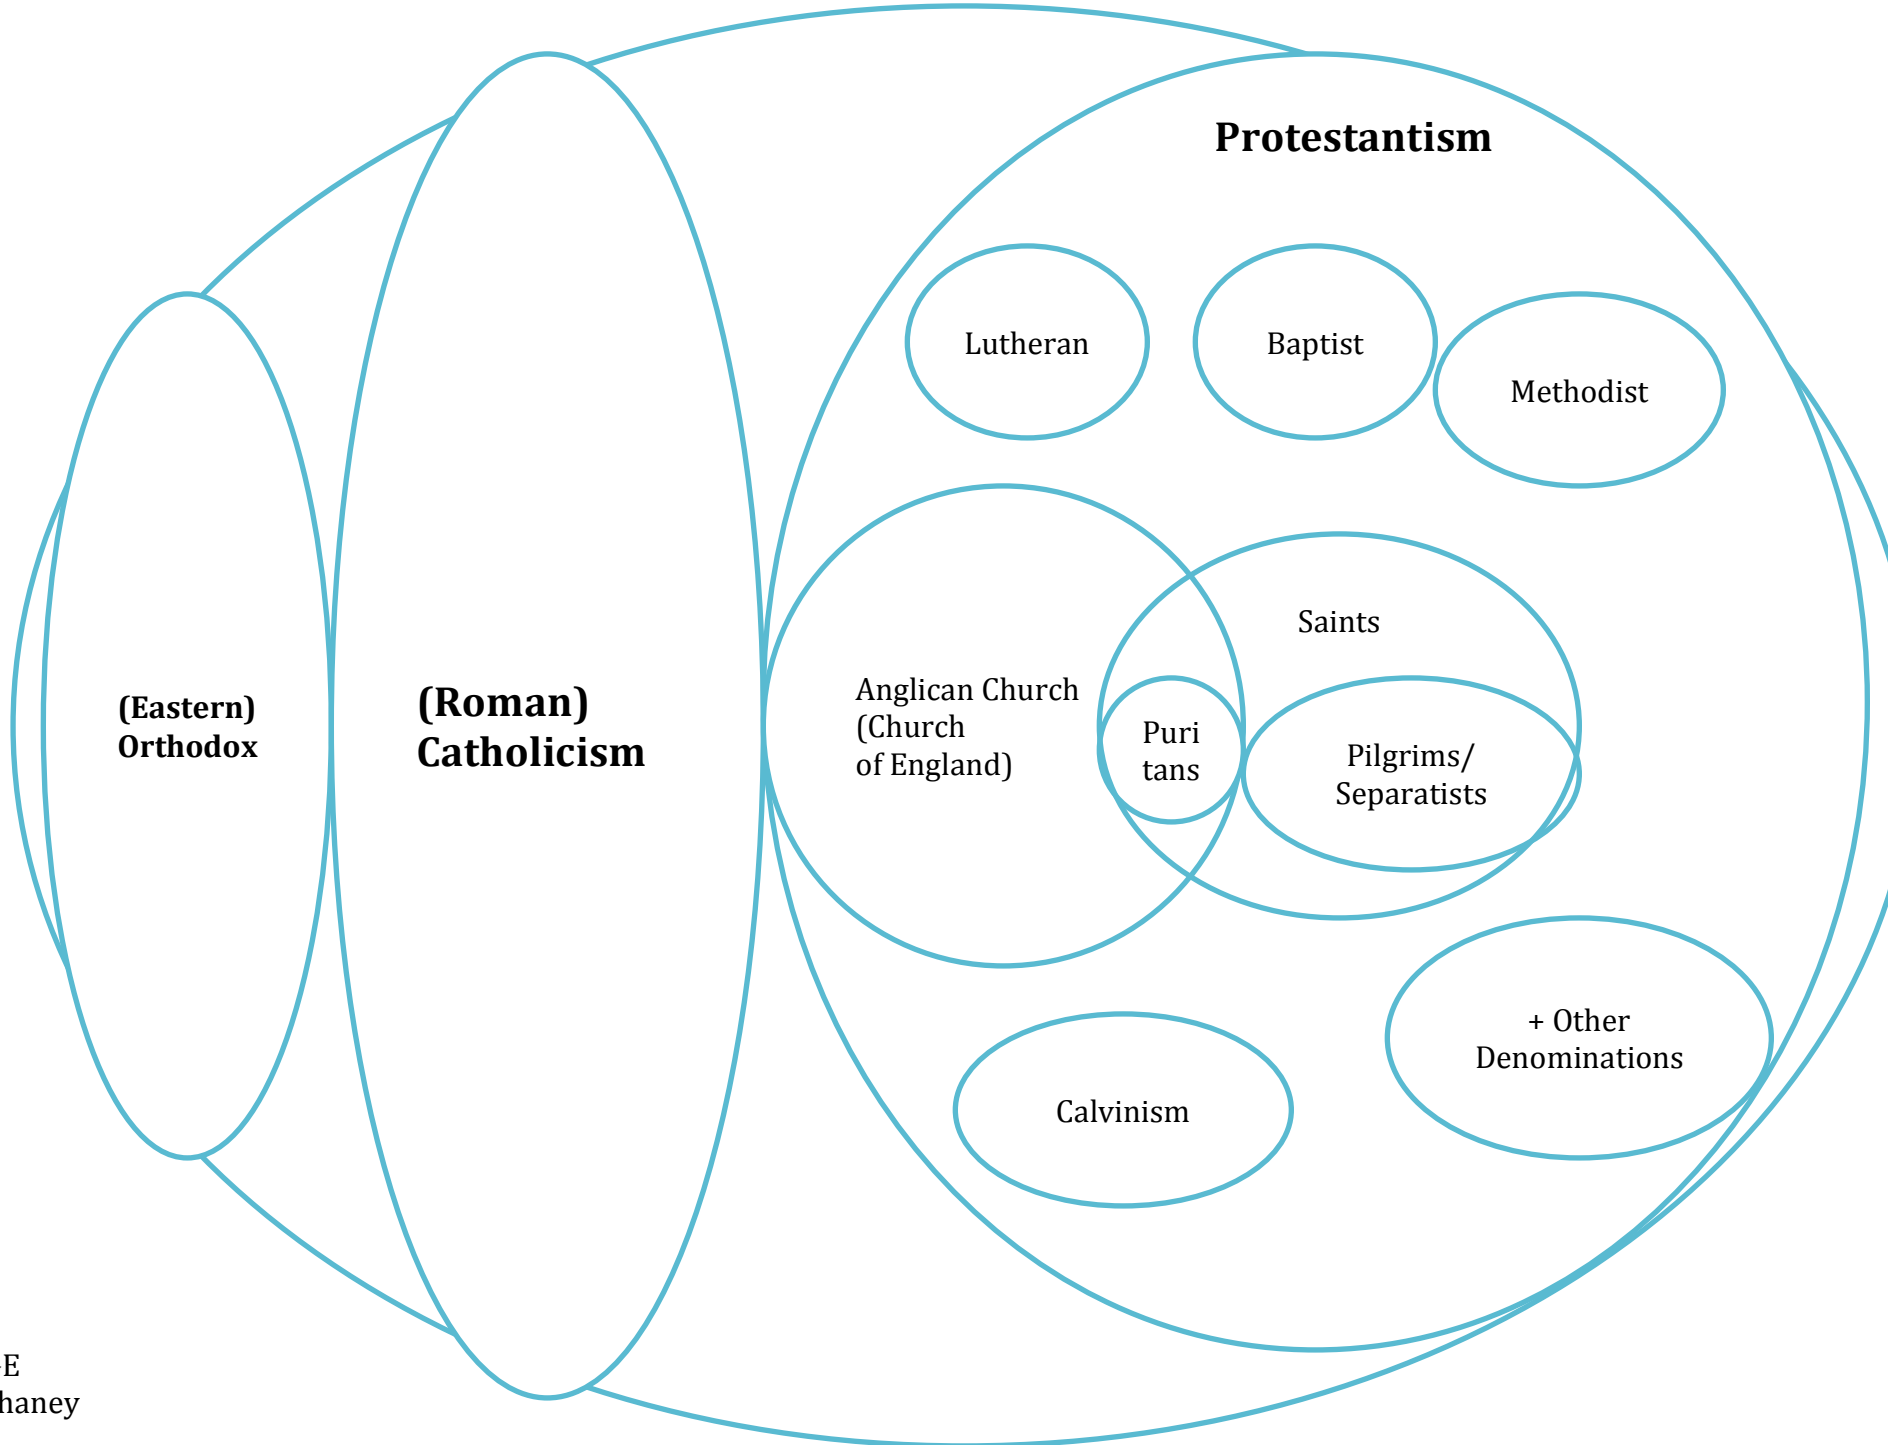 Protestantism
Lutheran
Baptist
Methodist
Saints
(Eastern)
Orthodox
(Roman)
Catholicism
Anglican Church
(Church
of England)
Puri
tans
Pilgrims/
Separatists
+ Other
Denominations
Calvinism
E
haney